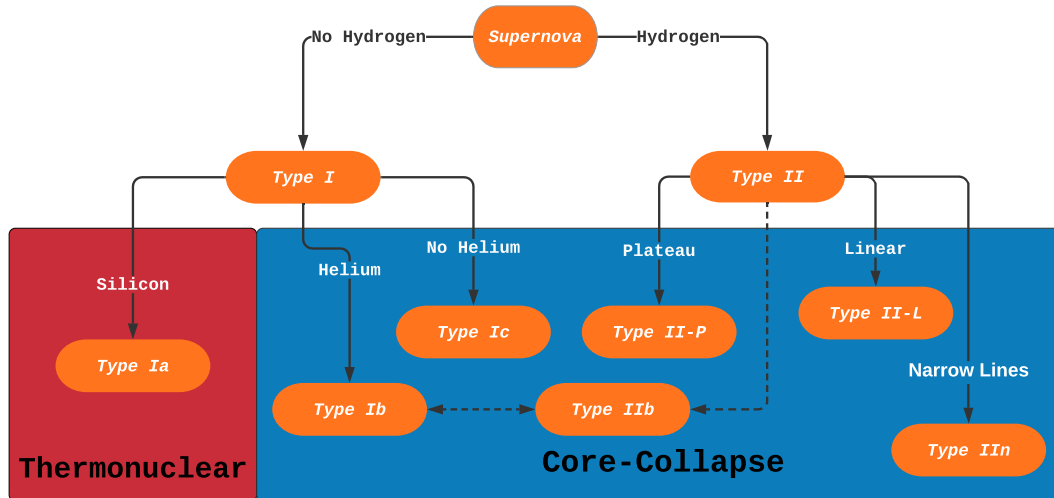 No Hydrogen
Supernova
Hydrogen
Type I
Type II
Silicon
Helium
No Helium
Plateau
Linear
Type Ia
Type Ic
Type II-P
Type II-L
Narrow Lines
Type Ib
Type IIb
Type IIn
Thermonuclear
Core-Collapse